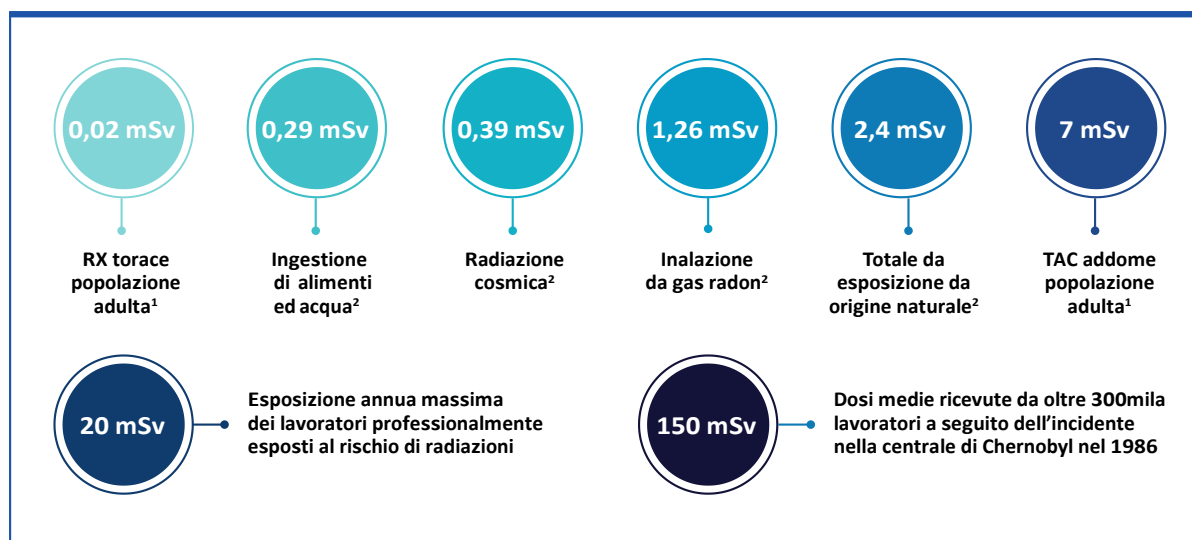 0,02 mSv
RX torace
popolazione
adulta¹
0,29 mSv
Ingestione
di alimenti
ed acqua²
0,39 mSv
Radiazione
cosmica²
1,26 mSv
Inalazione
da gas radon²
2,4 mSv
Totale da
esposizione da
origine naturale²
7 mSv
TAC addome
popolazione
adulta¹
20 mSv
Esposizione annua massima
dei lavoratori professionalmente
esposti al rischio di radiazioni
150 mSv
Dosi medie ricevute da oltre 300mila
lavoratori a seguito dell’incidente
nella centrale di Chernobyl nel 1986